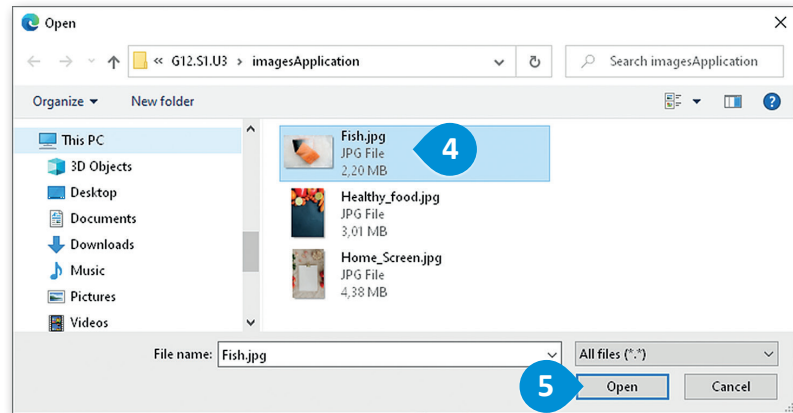 Open
« G12.S1.U3 > imagesApplication
Search imagesApplication
Organize
New folder
This PC
3D Objects
Desktop
Documents
Downloads
Music
Pictures
Videos
Fish.jpg
JPG File
2,20 MB
4
Healthy_food.jpg
JPG File
3,01 MB
Home_Screen.jpg
JPG File
4,38 MB
File name: Fish.jpg
All files (*.*)
5
Open
Cancel